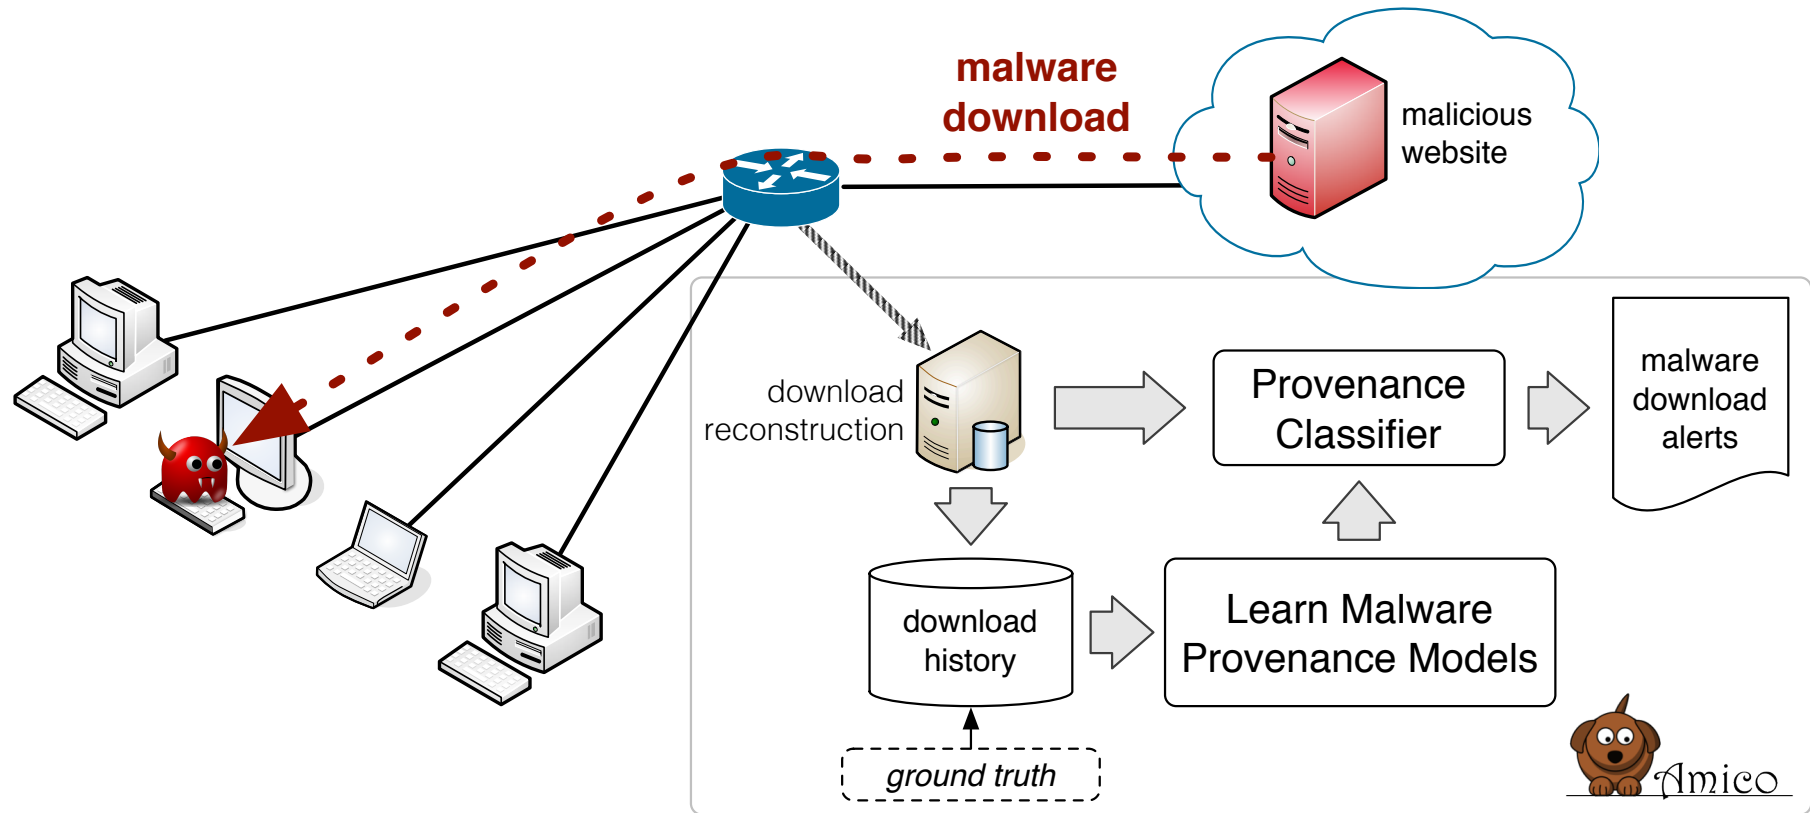 malware
download
malicious
website
download
reconstruction
Provenance
Classifier
malware
download
alerts
download
history
Learn Malware
Provenance Models
ground truth
Amico